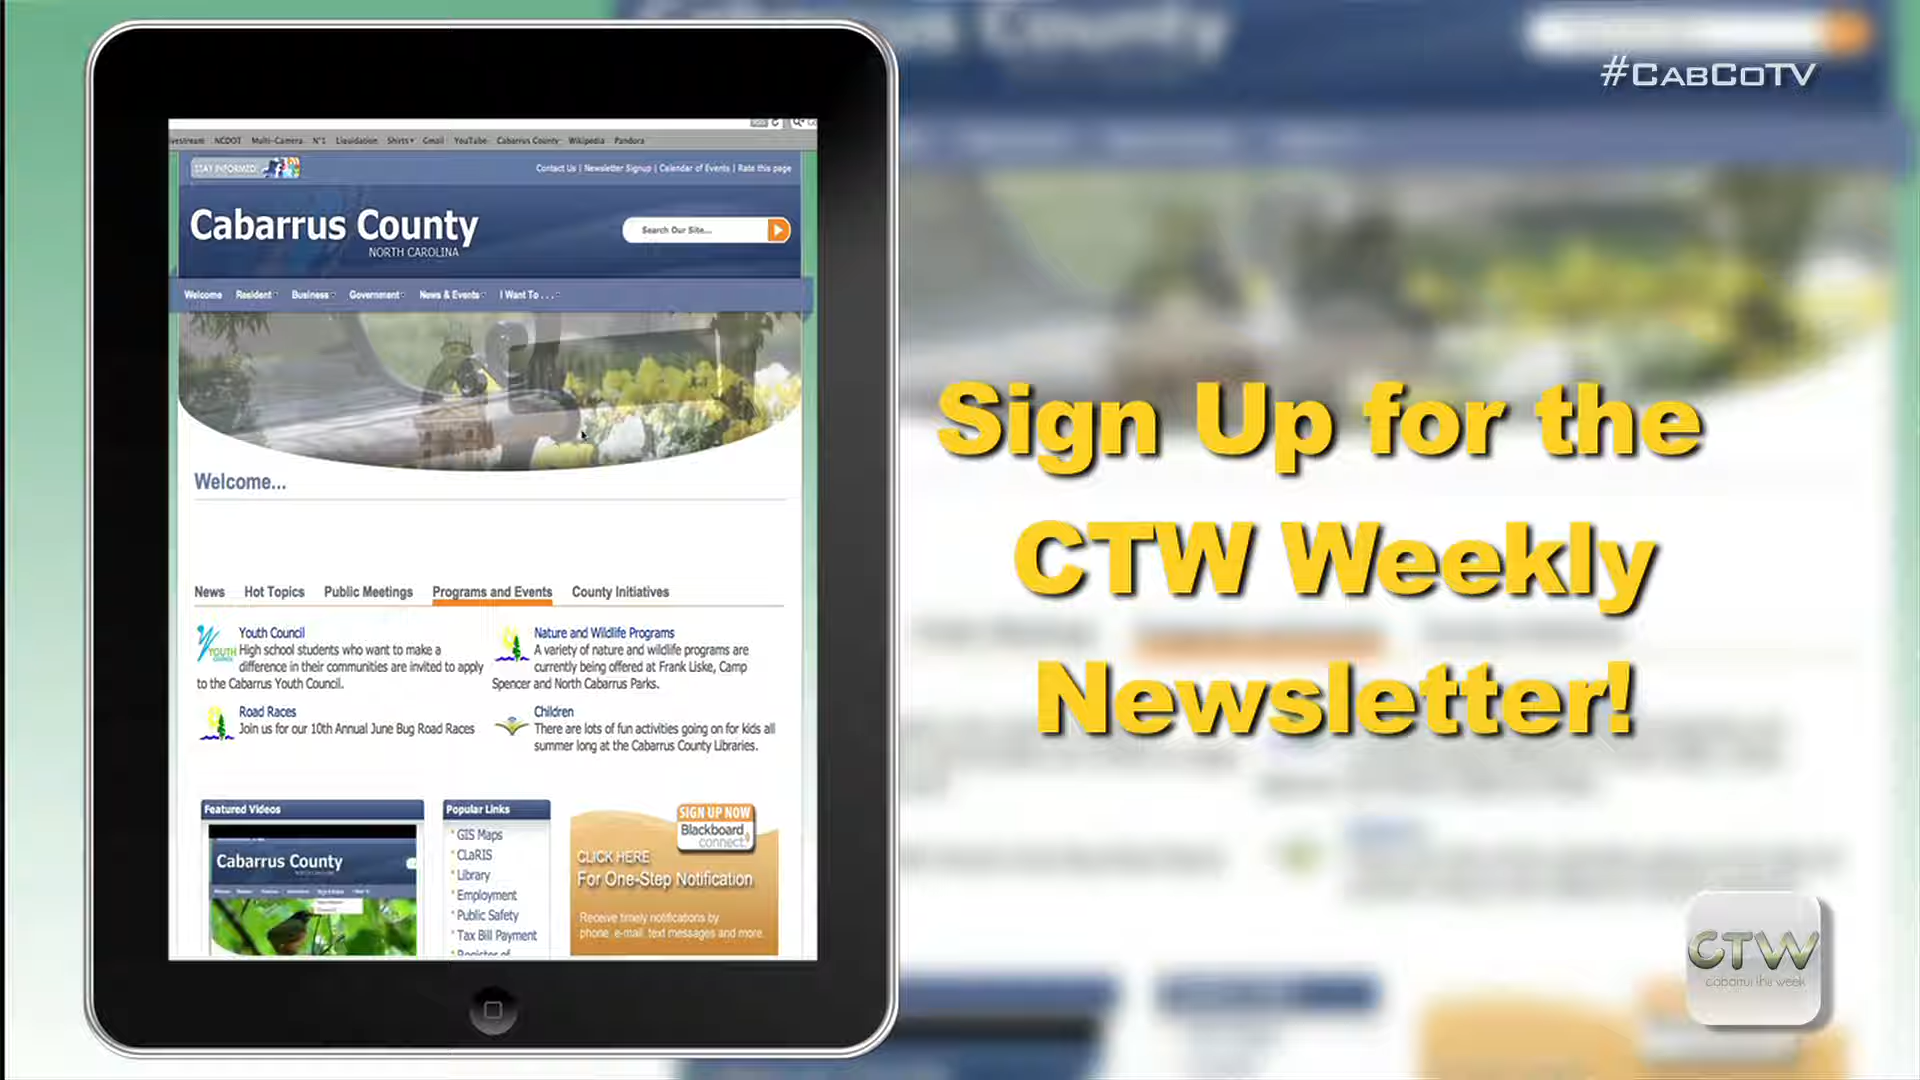 #CABCOTV
NCDOT Multi-Camera N°1 Liquidation Shirts Gmail YouTube Cabarrus County Wikipedia Pandora
STAY INFORMED:
Contact Us | Newsletter Signup | Calendar of Events | Rate this page
Cabarrus County
NORTH CAROLINA
Search Our Site...
Welcome Resident Business Government News & Events I Want To . . .
Welcome...
News Hot Topics Public Meetings Programs and Events County Initiatives
Youth Council
High school students who want to make a
difference in their communities are invited to apply
to the Cabarrus Youth Council.
Nature and Wildlife Programs
A variety of nature and wildlife programs are
currently being offered at Frank Liske, Camp
Spencer and North Cabarrus Parks.
Road Races
Join us for our 10th Annual June Bug Road Races
Children
There are lots of fun activities going on for kids all
summer long at the Cabarrus County Libraries.
Featured Videos
Cabarrus County
Popular Links
GIS Maps
CLaRIS
Library
Employment
Public Safety
Tax Bill Payment
Register of
SIGN UP NOW
Blackboard
connect
CLICK HERE
For One-Step Notification
Receive timely notifications by
phone, e-mail, text messages and more.
Sign Up for the
CTW Weekly
Newsletter!
CTW